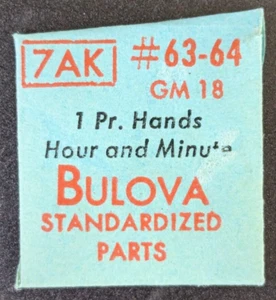 7AK #63-64
GM 18
1 Pr. Hands
Hour and Minute
BULOVA
STANDARDIZED
PARTS